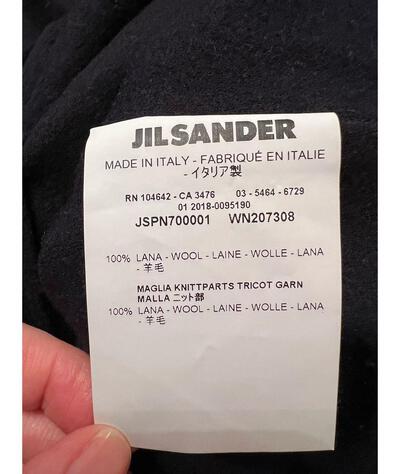 JIL SANDER
MADE IN ITALY - FABRIQUÉ EN ITALIE
- イタリア製
RN 104642 - CA 3476 03 - 5464 - 6729
01 2018-0095190
JSPN700001 WN207308
100% LANA - WOOL - LAINE - WOLLE - LANA
- 羊毛
MAGLIA KNITTPARTS TRICOT GARN
MALLA ニット部
100% LANA - WOOL - LAINE - WOLLE - LANA
- 羊毛